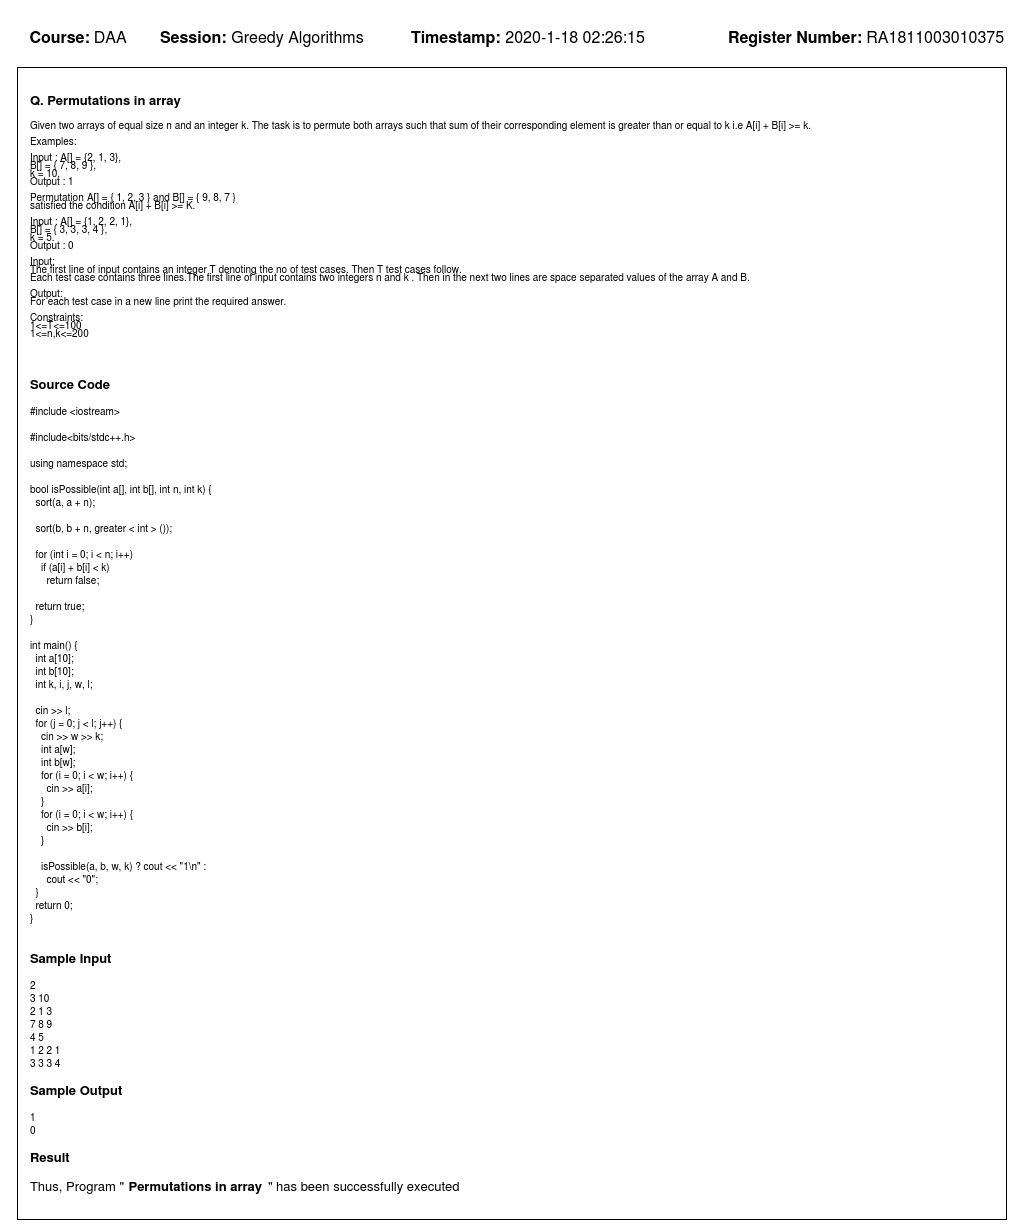 Course: DAA Session: Greedy Algorithms Timestamp: 2020-1-18 02:26:15 Register Number: RA1811003010375
Q. Permutations in array
Given two arrays of equal size n and an integer k. The task is to permute both arrays such that sum of their corresponding element is greater than or equal to k i.e A[i] + B[i] >= k.
Examples:
Input : A[] = {2, 1, 3},
B[] = { 7, 8, 9 },
k = 10.
Output : 1
Permutation A[] = { 1, 2, 3 } and B[] = { 9, 8, 7 }
satisfied the condition A[i] + B[i] >= K.
Input : A[] = {1, 2, 2, 1},
B[] = { 3, 3, 3, 4 },
k = 5.
Output : 0
Input:
The first line of input contains an integer T denoting the no of test cases. Then T test cases follow.
Each test case contains three lines.The first line of input contains two integers n and k . Then in the next two lines are space separated values of the array A and B.
Output:
For each test case in a new line print the required answer.
Constraints:
1<=T<=100
1<=n,k<=200
Source Code
#include <iostream>
#include<bits/stdc++.h>
using namespace std;
bool isPossible(int a[], int b[], int n, int k) {
sort(a, a + n);
sort(b, b + n, greater < int > ());
for (int i = 0; i < n; i++)
if (a[i] + b[i] < k)
return false;
return true;
}
int main() {
int a[10];
int b[10];
int k, i, j, w, l;
cin >> l;
for (j = 0; j < l; j++) {
cin >> w >> k;
int a[w];
int b[w];
for (i = 0; i < w; i++) {
cin >> a[i];
}
for (i = 0; i < w; i++) {
cin >> b[i];
}
isPossible(a, b, w, k) ? cout << "1\n" :
cout << "0";
}
return 0;
}
Sample Input
2
3 10
2 1 3
7 8 9
4 5
1 2 2 1
3 3 3 4
Sample Output
1
0
Result
Thus, Program " Permutations in array " has been successfully executed